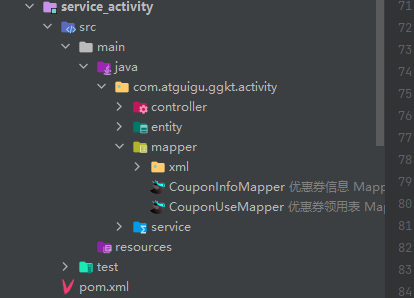 service_activity
src
main
java
com.atguigu.ggkt.activity
controller
entity
mapper
xml
CouponInfoMapper 优惠券信息 Mapp
CouponUseMapper 优惠券领用表 Map
service
resources
test
pom.xml
71
72
73
74
75
76
77
78
79
80
81
82
83
84